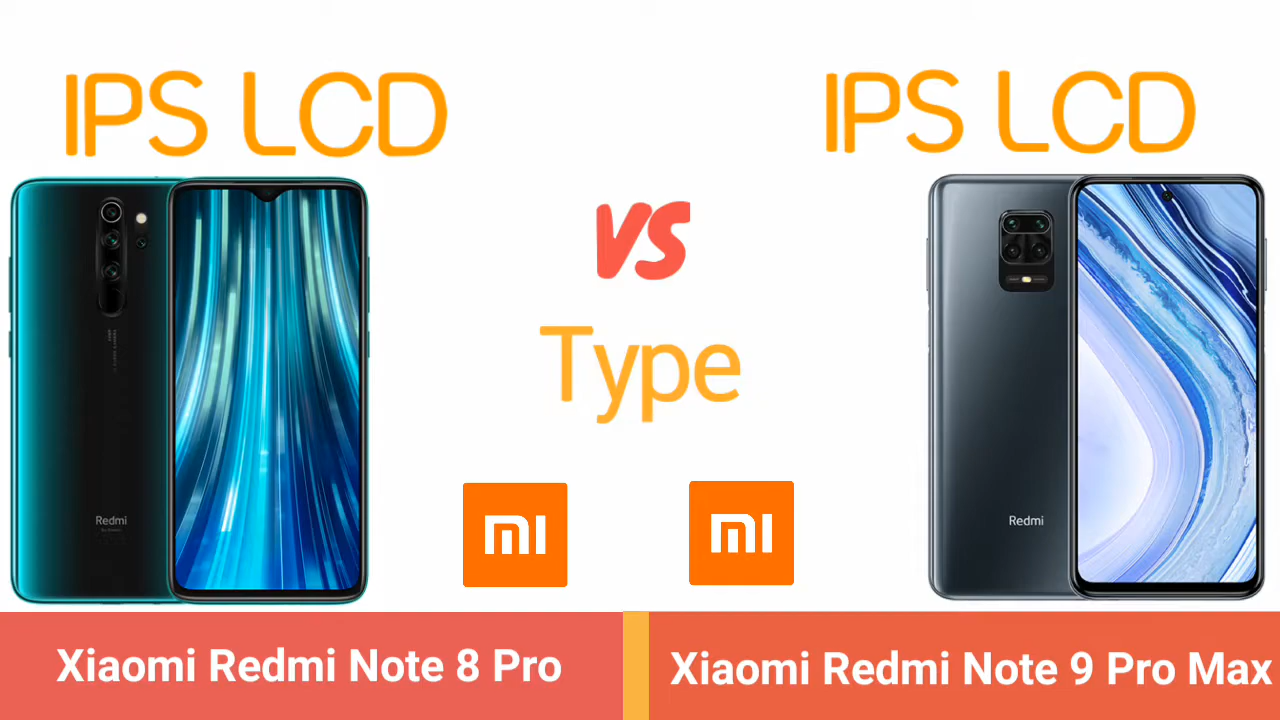 IPS LCD
IPS LCD
VS
Type
Redmi
Redmi
mi
mi
Xiaomi Redmi Note 8 Pro
Xiaomi Redmi Note 9 Pro Max